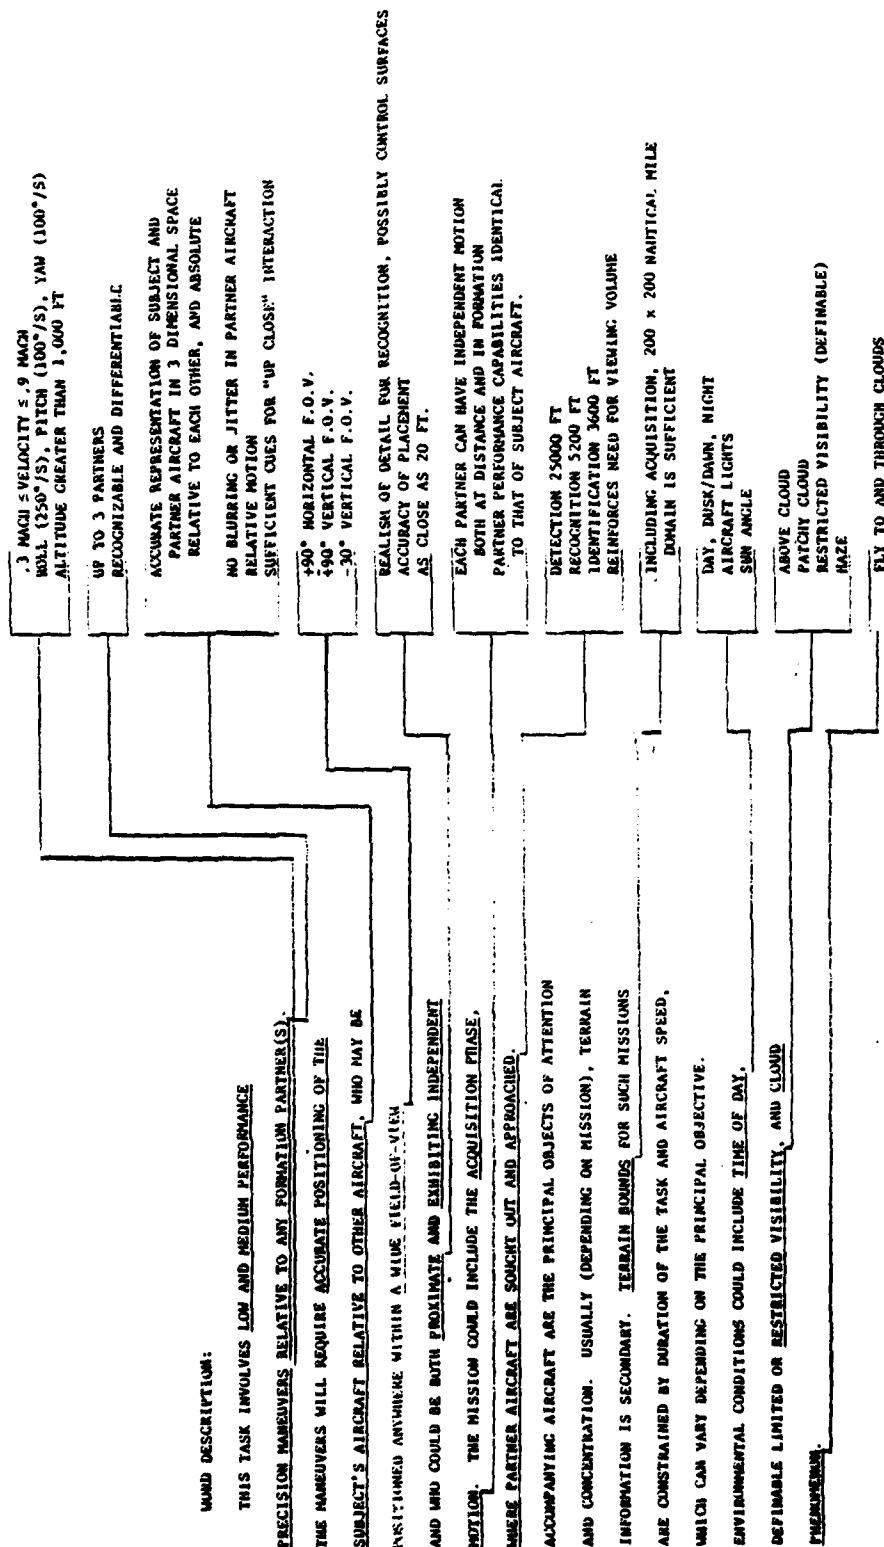 WORD DESCRIPTION:
THIS TASK INVOLVES LOW AND MEDIUM PERFORMANCE
PRECISION MANEUVERS RELATIVE TO ANY FORMATION PARTNER(S).
THE MANEUVERS WILL REQUIRE ACCURATE POSITIONING OF THE
SUBJECT'S AIRCRAFT RELATIVE TO OTHER AIRCRAFT, WHO MAY BE
POSITIONED ANYWHERE WITHIN A WIDE FIELD-OF-VIEW
AND WHO COULD BE BOTH PROXIMATE AND EXHIBITING INDEPENDENT
MOTION. THE MISSION COULD INCLUDE THE ACQUISITION PHASE,
WHERE PARTNER AIRCRAFT ARE SOUGHT OUT AND APPROACHED.
ACCOMPANYING AIRCRAFT ARE THE PRINCIPAL OBJECTS OF ATTENTION
AND CONCENTRATION. USUALLY (DEPENDING ON MISSION), TERRAIN
INFORMATION IS SECONDARY. TERRAIN BOUNDS FOR SUCH MISSIONS
ARE CONSTRAINED BY DURATION OF THE TASK AND AIRCRAFT SPEED,
WHICH CAN VARY DEPENDING ON THE PRINCIPAL OBJECTIVE.
ENVIRONMENTAL CONDITIONS COULD INCLUDE TIME OF DAY,
DEFINABLE LIMITED OR RESTRICTED VISIBILITY, AND CLOUD
PHENOMENON.
.3 MACH ≤ VELOCITY ≤ .9 MACH
ROLL (250°/S), PITCH (100°/S), YAW (100°/S)
ALTITUDE GREATER THAN 1,000 FT
UP TO 3 PARTNERS
RECOGNIZABLE AND DIFFERENTIABLE
ACCURATE REPRESENTATION OF SUBJECT AND
PARTNER AIRCRAFT IN 3 DIMENSIONAL SPACE
RELATIVE TO EACH OTHER, AND ABSOLUTE
NO BLURRING OR JITTER IN PARTNER AIRCRAFT
RELATIVE MOTION
SUFFICIENT CUES FOR "UP CLOSE" INTERACTION
±90° HORIZONTAL F.O.V.
+90° VERTICAL F.O.V.
-30° VERTICAL F.O.V.
REALISM OF DETAIL FOR RECOGNITION, POSSIBLY CONTROL SURFACES
ACCURACY OF PLACEMENT
AS CLOSE AS 20 FT.
EACH PARTNER CAN HAVE INDEPENDENT MOTION
BOTH AT DISTANCE AND IN FORMATION
PARTNER PERFORMANCE CAPABILITIES IDENTICAL
TO THAT OF SUBJECT AIRCRAFT.
DETECTION 25000 FT
RECOGNITION 5200 FT
IDENTIFICATION 3600 FT
REINFORCES NEED FOR VIEWING VOLUME
INCLUDING ACQUISITION, 200 x 200 NAUTICAL MILE
DOMAIN IS SUFFICIENT
DAY, DUSK/DAWN, NIGHT
AIRCRAFT LIGHTS
SUN ANGLE
ABOVE CLOUD
PATCHY CLOUD
RESTRICTED VISIBILITY (DEFINABLE)
HAZE
FLY TO AND THROUGH CLOUDS